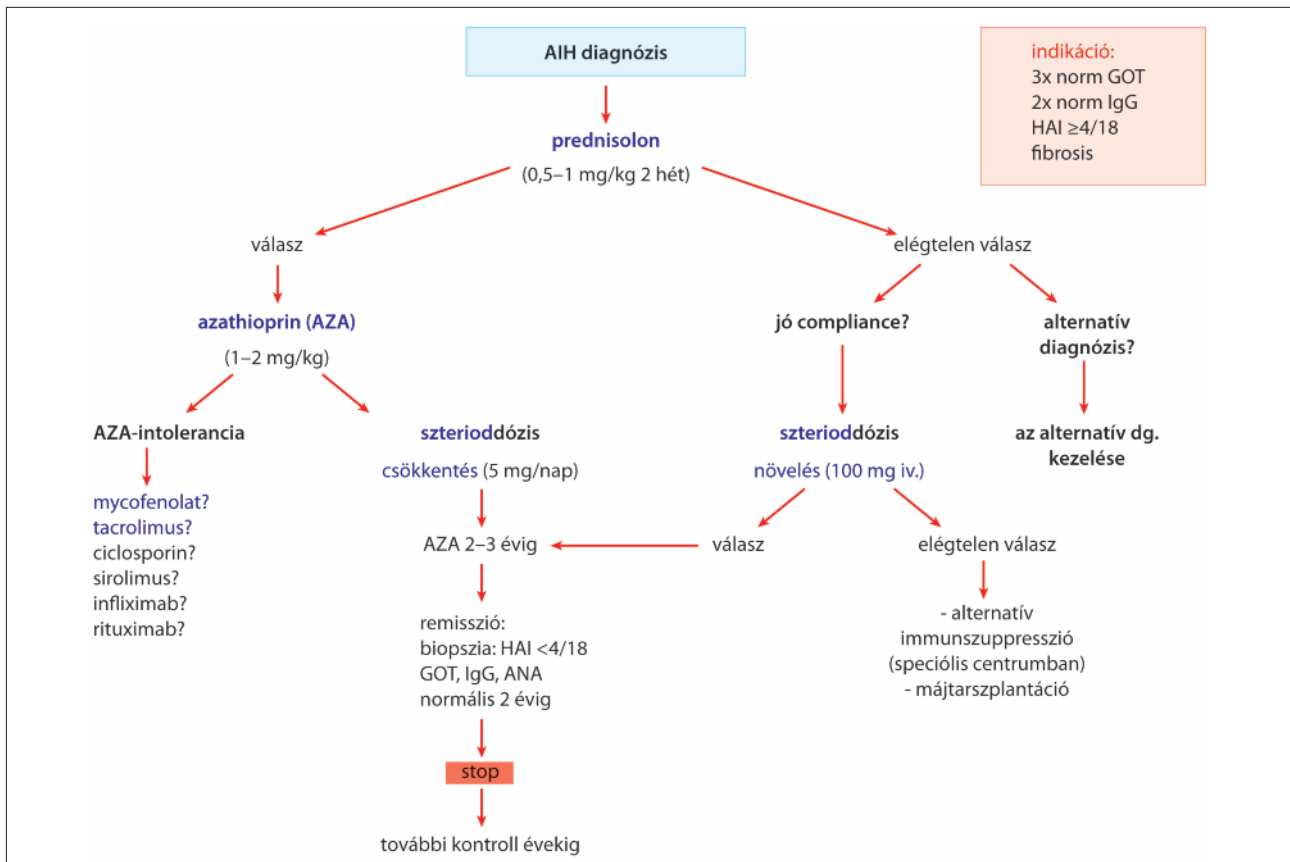 AIH diagnózis
indikáció:
3x norm GOT
2x norm IgG
HAI ≥4/18
fibrosis
prednisolon
(0,5–1 mg/kg 2 hét)
válasz
elégtelen válasz
azathioprin (AZA)
(1–2 mg/kg)
jó compliance?
alternatív
diagnózis?
AZA-intolerancia
szterioddózis
csökkentés (5 mg/nap)
szterioddózis
növelés (100 mg iv.)
az alternatív dg.
kezelése
mycofenolat?
tacrolimus?
ciclosporin?
sirolimus?
infliximab?
rituximab?
AZA 2–3 évig
válasz
elégtelen válasz
remisszió:
biopszia: HAI <4/18
GOT, IgG, ANA
normális 2 évig
- alternatív
immunszuppresszió
(speciólis centrumban)
- májtarszplantáció
stop
további kontroll évekig